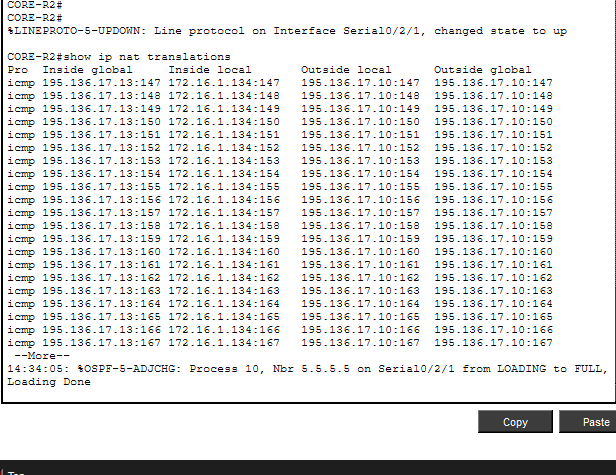 CORE-R2#
CORE-R2#
%LINEPROTO-5-UPDOWN: Line protocol on Interface Serial0/2/1, changed state to up
CORE-R2#show ip nat translations
Pro Inside global Inside local Outside local Outside global
icmp 195.136.17.13:147 172.16.1.134:147 195.136.17.10:147 195.136.17.10:147
icmp 195.136.17.13:148 172.16.1.134:148 195.136.17.10:148 195.136.17.10:148
icmp 195.136.17.13:149 172.16.1.134:149 195.136.17.10:149 195.136.17.10:149
icmp 195.136.17.13:150 172.16.1.134:150 195.136.17.10:150 195.136.17.10:150
icmp 195.136.17.13:151 172.16.1.134:151 195.136.17.10:151 195.136.17.10:151
icmp 195.136.17.13:152 172.16.1.134:152 195.136.17.10:152 195.136.17.10:152
icmp 195.136.17.13:153 172.16.1.134:153 195.136.17.10:153 195.136.17.10:153
icmp 195.136.17.13:154 172.16.1.134:154 195.136.17.10:154 195.136.17.10:154
icmp 195.136.17.13:155 172.16.1.134:155 195.136.17.10:155 195.136.17.10:155
icmp 195.136.17.13:156 172.16.1.134:156 195.136.17.10:156 195.136.17.10:156
icmp 195.136.17.13:157 172.16.1.134:157 195.136.17.10:157 195.136.17.10:157
icmp 195.136.17.13:158 172.16.1.134:158 195.136.17.10:158 195.136.17.10:158
icmp 195.136.17.13:159 172.16.1.134:159 195.136.17.10:159 195.136.17.10:159
icmp 195.136.17.13:160 172.16.1.134:160 195.136.17.10:160 195.136.17.10:160
icmp 195.136.17.13:161 172.16.1.134:161 195.136.17.10:161 195.136.17.10:161
icmp 195.136.17.13:162 172.16.1.134:162 195.136.17.10:162 195.136.17.10:162
icmp 195.136.17.13:163 172.16.1.134:163 195.136.17.10:163 195.136.17.10:163
icmp 195.136.17.13:164 172.16.1.134:164 195.136.17.10:164 195.136.17.10:164
icmp 195.136.17.13:165 172.16.1.134:165 195.136.17.10:165 195.136.17.10:165
icmp 195.136.17.13:166 172.16.1.134:166 195.136.17.10:166 195.136.17.10:166
icmp 195.136.17.13:167 172.16.1.134:167 195.136.17.10:167 195.136.17.10:167
--More--
14:34:05: %OSPF-5-ADJCHG: Process 10, Nbr 5.5.5.5 on Serial0/2/1 from LOADING to FULL,
Loading Done
Copy Paste